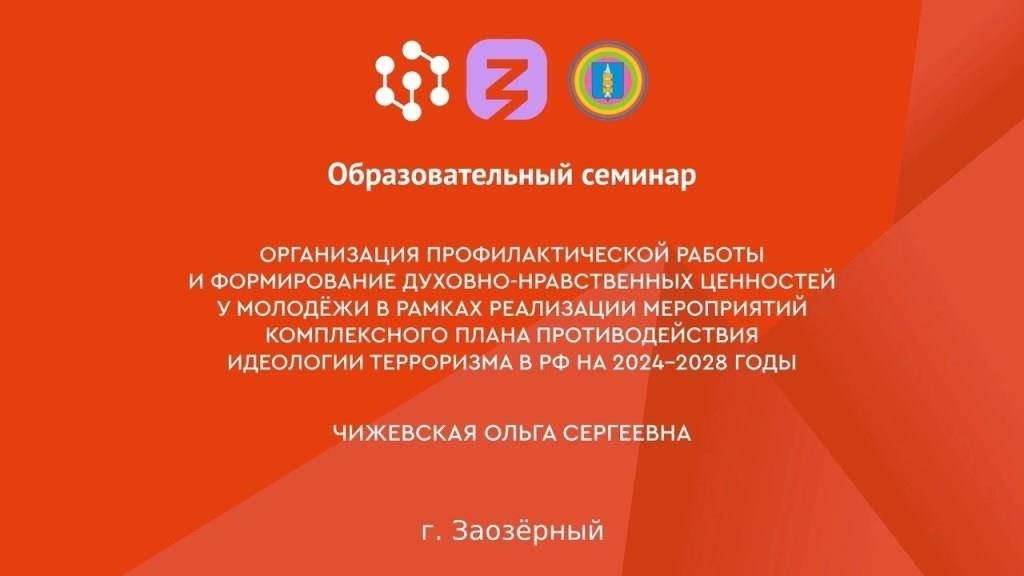 Образовательный семинар
ОРГАНИЗАЦИЯ ПРОФИЛАКТИЧЕСКОЙ РАБОТЫ
И ФОРМИРОВАНИЕ ДУХОВНО-НРАВСТВЕННЫХ ЦЕННОСТЕЙ
У МОЛОДЁЖИ В РАМКАХ РЕАЛИЗАЦИИ МЕРОПРИЯТИЙ
КОМПЛЕКСНОГО ПЛАНА ПРОТИВОДЕЙСТВИЯ
ИДЕОЛОГИИ ТЕРРОРИЗМА В РФ НА 2024–2028 ГОДЫ
ЧИЖЕВСКАЯ ОЛЬГА СЕРГЕЕВНА
г. Заозёрный